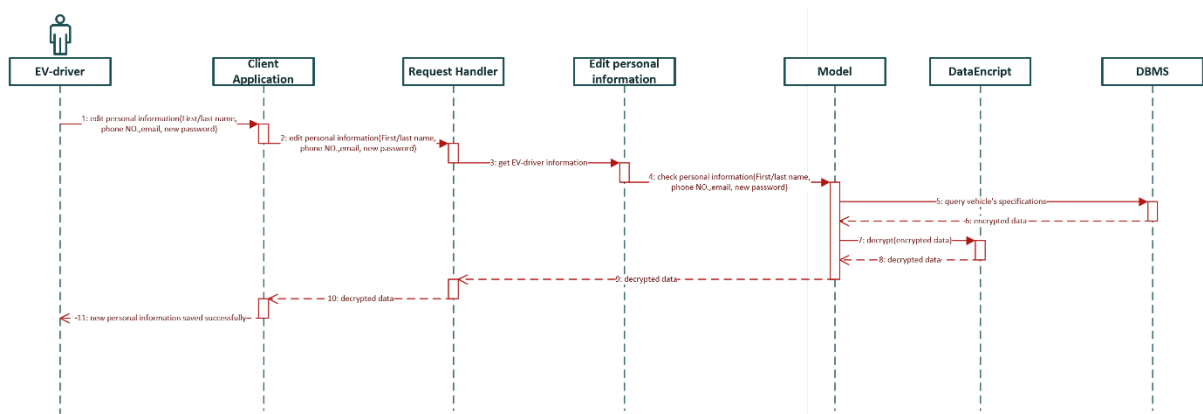 EV-driver
Client
Application
Request Handler
Edit personal
information
Model
DataEncript
DBMS
1: edit personal information(First/last name,
phone NO.,email, new password)
2: edit personal information(First/last name,
phone NO.,email, new password)
3: get EV-driver information
4: check personal information(First/last name,
phone NO.,email, new password)
5: query vehicle's specifications
6: encrypted data
7: decrypt(encrypted data)
8: decrypted data
9: decrypted data
10: decrypted data
11: new personal information saved successfully